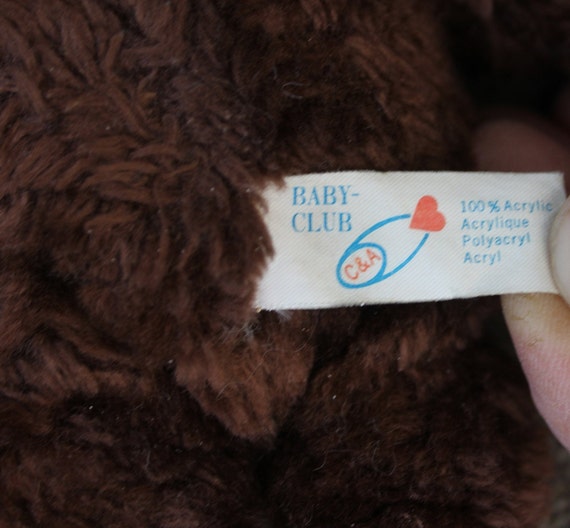 BABY-
CLUB
C&A
100% Acrylic
Acrylique
Polyacryl
Acryl